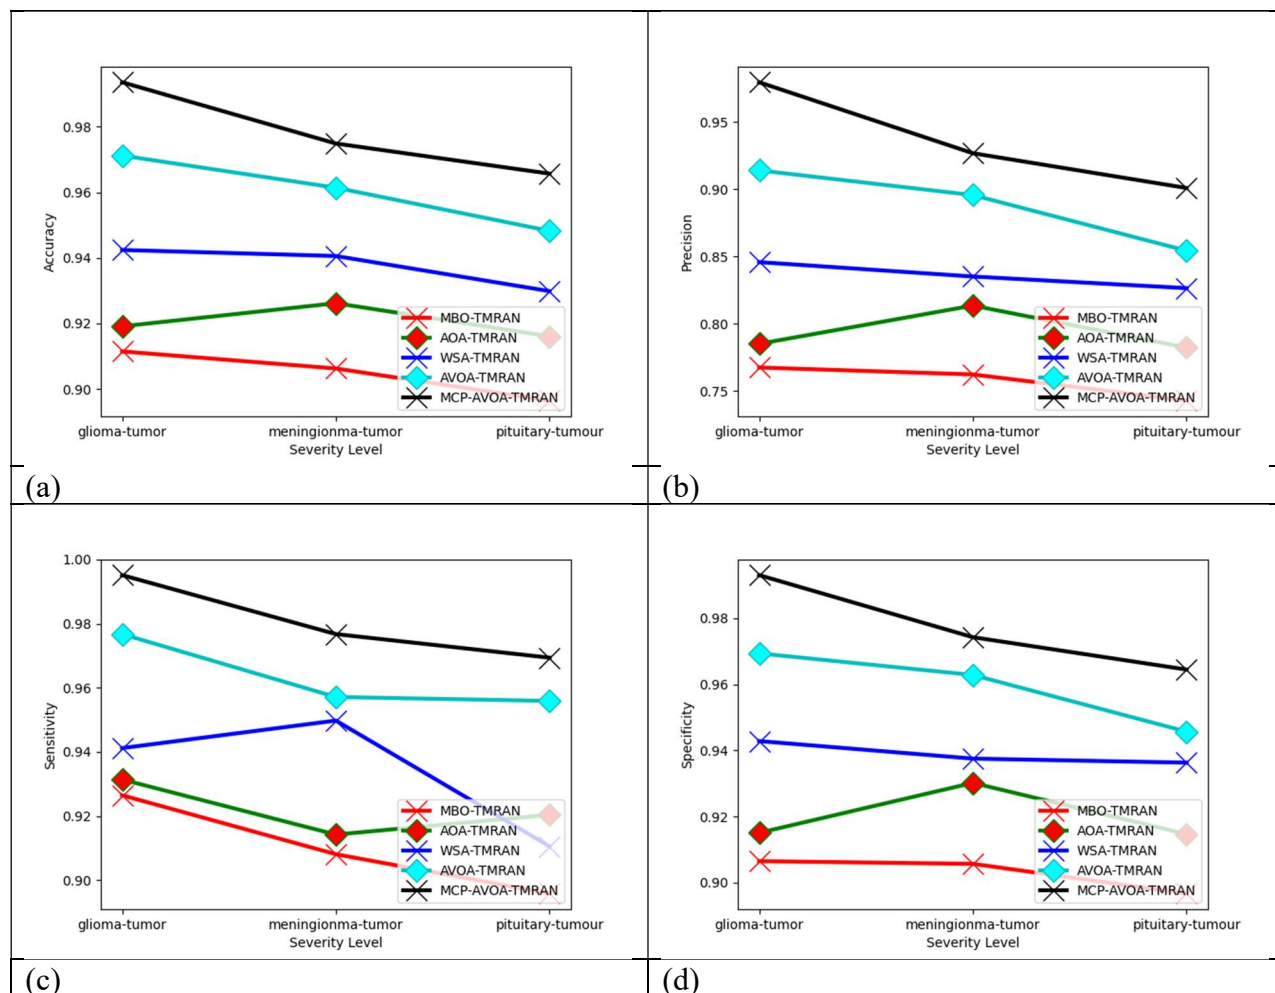 0.98
0.96
0.94
0.92
0.90
Accuracy
MBO-TMRAN
AOA-TMRAN
WSA-TMRAN
AVOA-TMRAN
MCP-AVOA-TMRAN
glioma-tumor meningionma-tumor pituitary-tumour
Severity Level
(a)
0.95
0.90
0.85
0.80
0.75
Precision
MBO-TMRAN
AOA-TMRAN
WSA-TMRAN
AVOA-TMRAN
MCP-AVOA-TMRAN
glioma-tumor meningionma-tumor pituitary-tumour
Severity Level
(b)
1.00
0.98
0.96
0.94
0.92
0.90
Sensitivity
MBO-TMRAN
AOA-TMRAN
WSA-TMRAN
AVOA-TMRAN
MCP-AVOA-TMRAN
glioma-tumor meningionma-tumor pituitary-tumour
Severity Level
(c)
0.98
0.96
0.94
0.92
0.90
Specificity
MBO-TMRAN
AOA-TMRAN
WSA-TMRAN
AVOA-TMRAN
MCP-AVOA-TMRAN
glioma-tumor meningionma-tumor pituitary-tumour
Severity Level
(d)